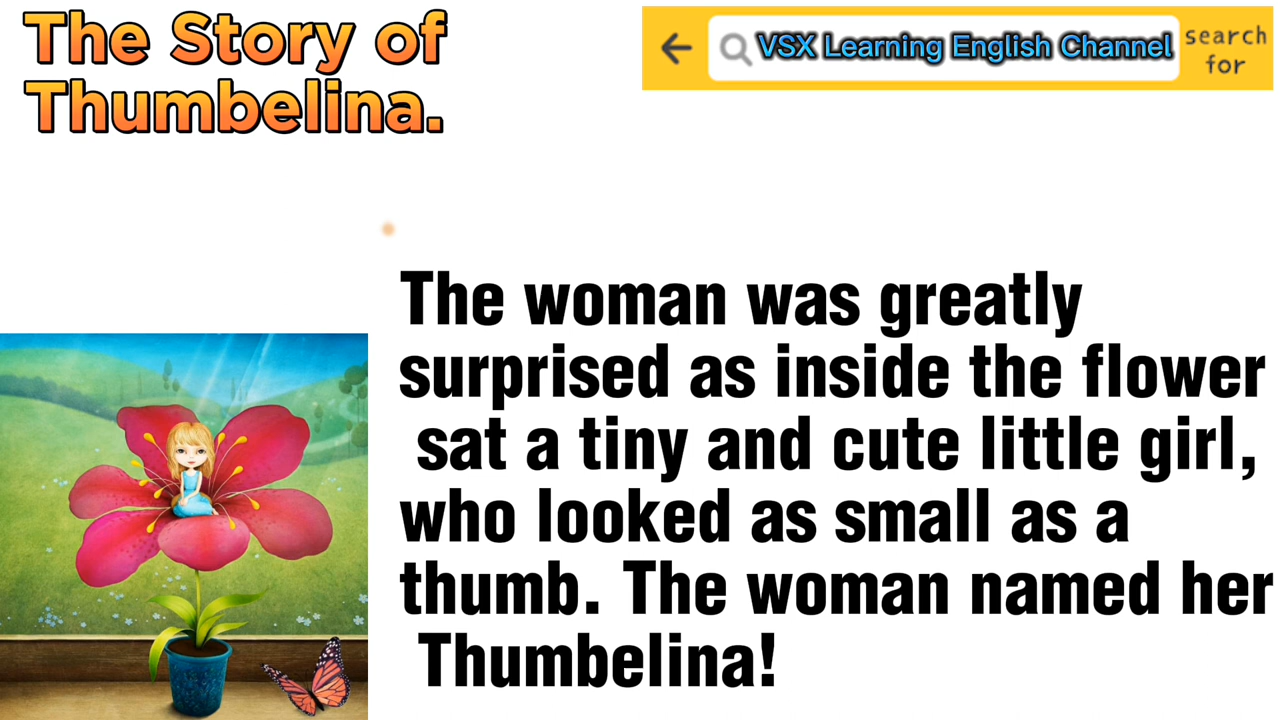 The Story of
Thumbelina.
VSX Learning English Channel
search
for
The woman was greatly
surprised as inside the flower
sat a tiny and cute little girl,
who looked as small as a
thumb. The woman named her
Thumbelina!